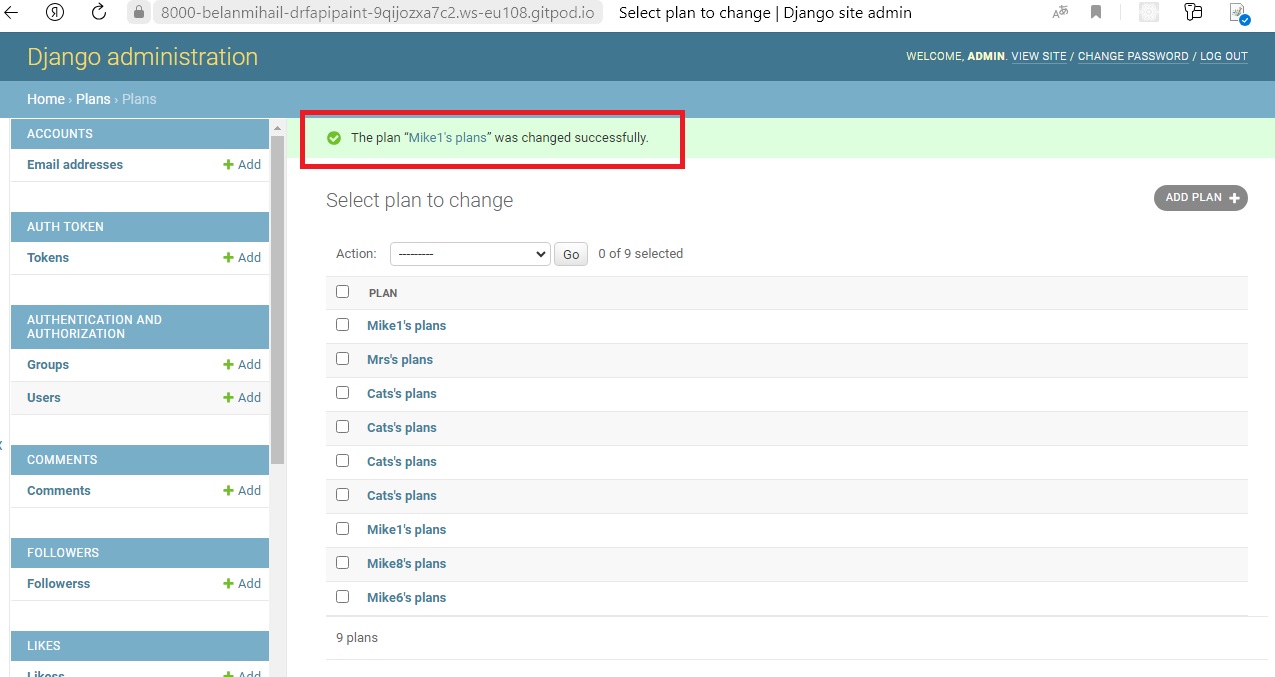 8000-belanmihail-drfapipaint-9qijozxa7c2.ws-eu108.gitpod.io Select plan to change | Django site admin
Django administration
WELCOME, ADMIN. VIEW SITE / CHANGE PASSWORD / LOG OUT
Home › Plans › Plans
ACCOUNTS
Email addresses + Add
AUTH TOKEN
Tokens + Add
AUTHENTICATION AND
AUTHORIZATION
Groups + Add
Users + Add
COMMENTS
Comments + Add
FOLLOWERS
Followerss + Add
LIKES
Likess + Add
The plan “Mike1's plans” was changed successfully.
Select plan to change
ADD PLAN +
Action: --------- Go 0 of 9 selected
PLAN
Mike1's plans
Mrs's plans
Cats's plans
Cats's plans
Cats's plans
Cats's plans
Mike1's plans
Mike8's plans
Mike6's plans
9 plans